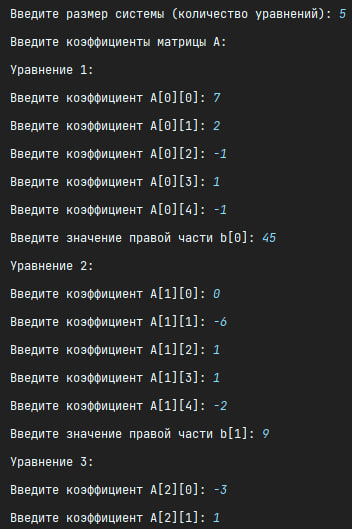 Введите размер системы (количество уравнений): 5
Введите коэффициенты матрицы A:
Уравнение 1:
Введите коэффициент A[0][0]: 7
Введите коэффициент A[0][1]: 2
Введите коэффициент A[0][2]: -1
Введите коэффициент A[0][3]: 1
Введите коэффициент A[0][4]: -1
Введите значение правой части b[0]: 45
Уравнение 2:
Введите коэффициент A[1][0]: 0
Введите коэффициент A[1][1]: -6
Введите коэффициент A[1][2]: 1
Введите коэффициент A[1][3]: 1
Введите коэффициент A[1][4]: -2
Введите значение правой части b[1]: 9
Уравнение 3:
Введите коэффициент A[2][0]: -3
Введите коэффициент A[2][1]: 1